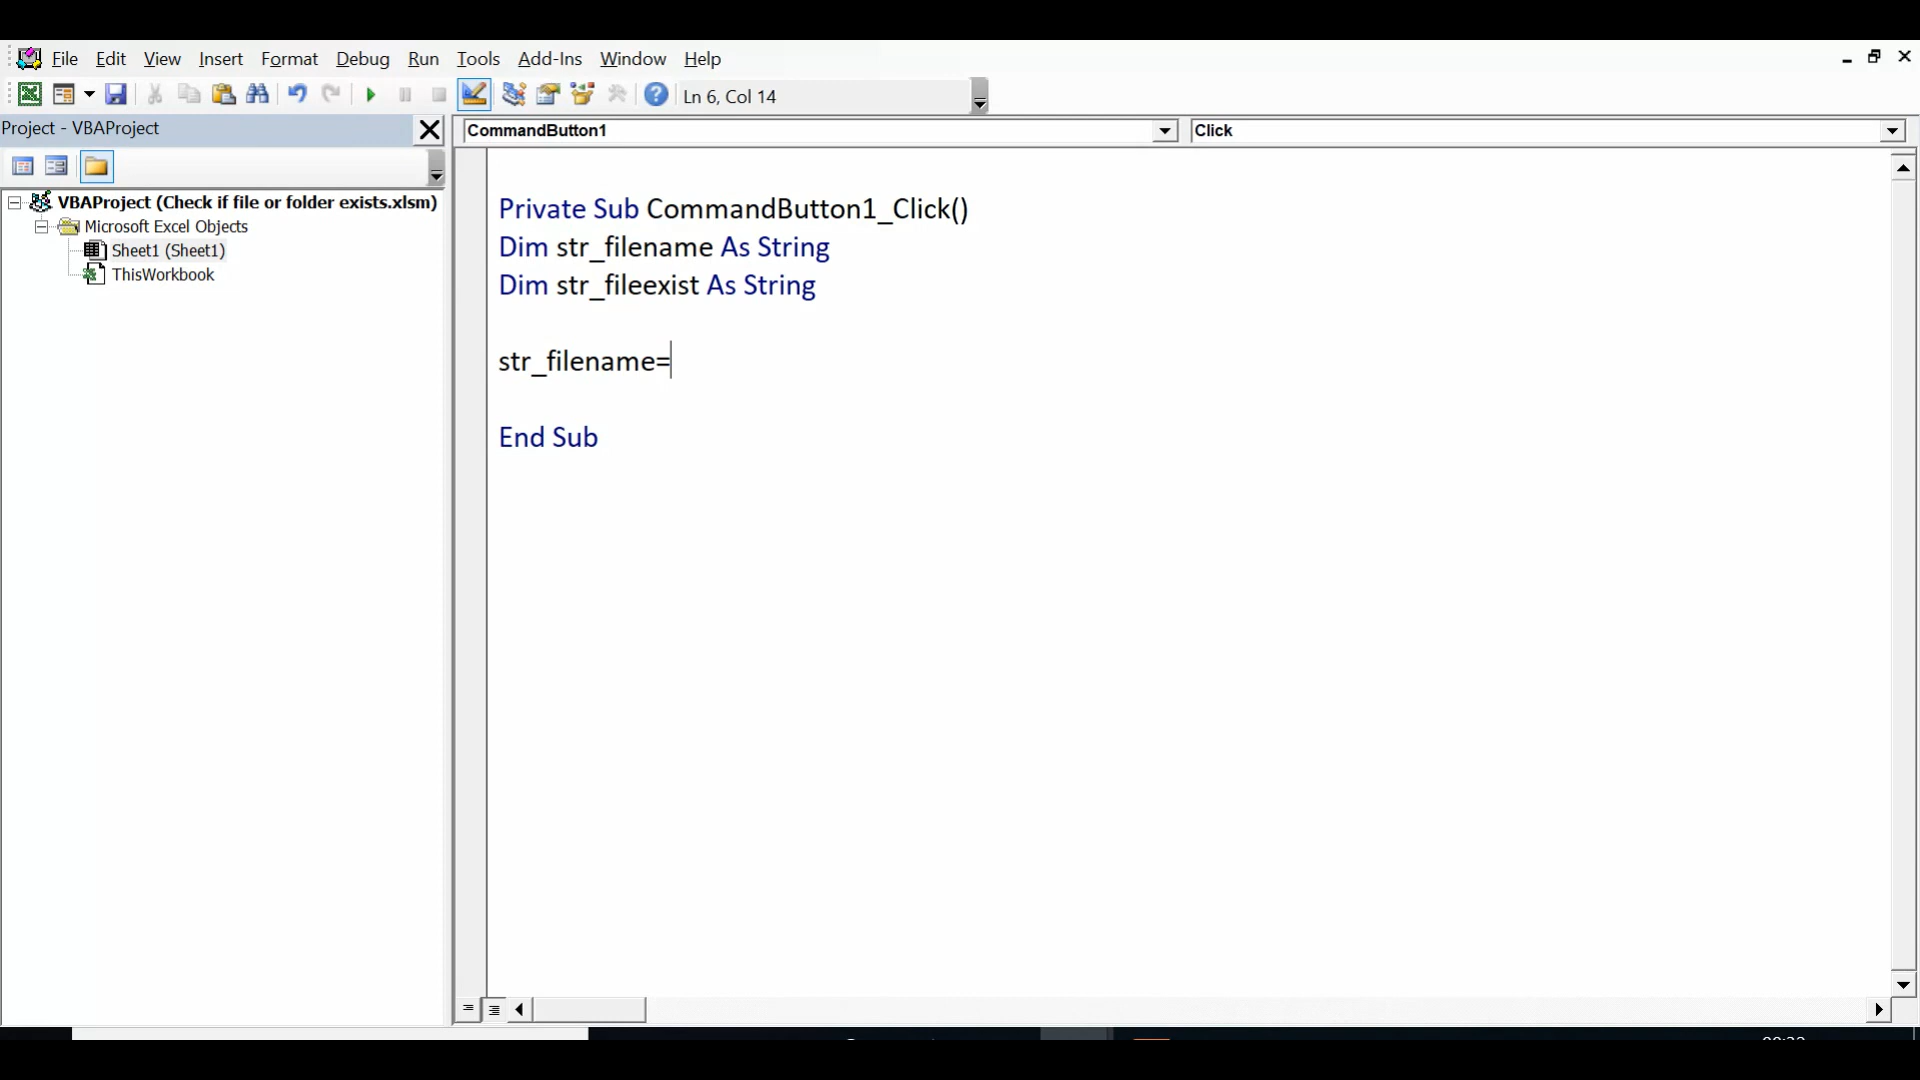 File Edit View Insert Format Debug Run Tools Add-Ins Window Help
Ln 6, Col 14
Project - VBAProject
CommandButton1
Click
VBAProject (Check if file or folder exists.xlsm)
Microsoft Excel Objects
Sheet1 (Sheet1)
ThisWorkbook
Private Sub CommandButton1_Click()
Dim str_filename As String
Dim str_fileexist As String
str_filename=
End Sub